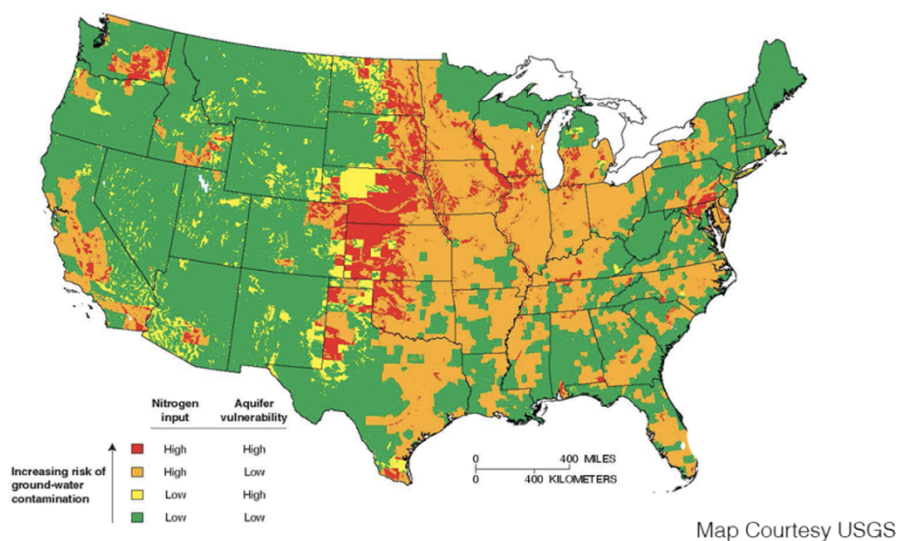 Nitrogen input
Aquifer vulnerability
Increasing risk of ground-water contamination
High High
High Low
Low High
Low Low
0 400 MILES
0 400 KILOMETERS
Map Courtesy USGS